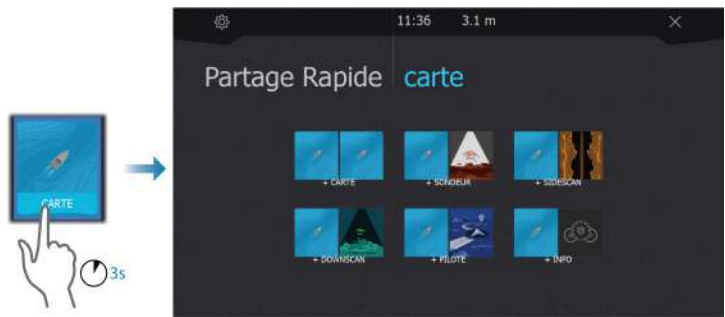 11:36 3.1 m
Partage Rapide carte
CARTE
3s
+ CARTE + SONDEUR + SIDESCAN
+ DOWNSCAN + PILOTE + INFO